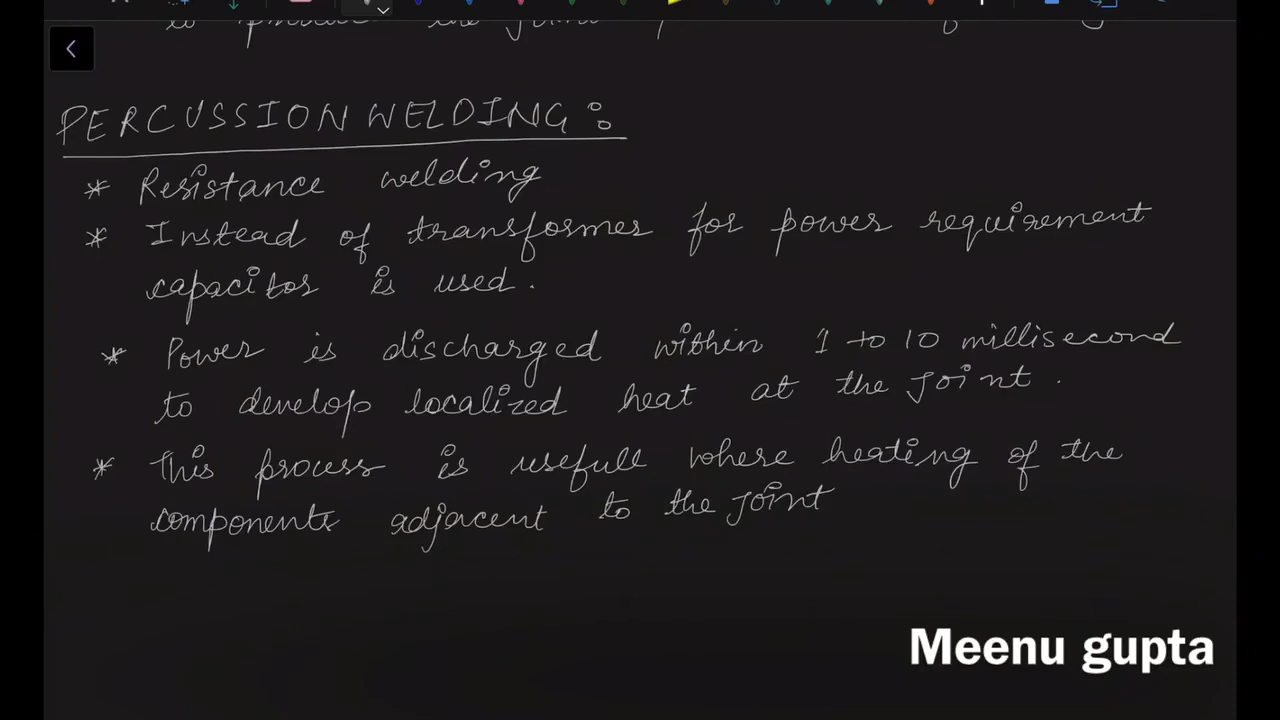 to the
PERCUSSION WELDING:
* Resistance welding
* Instead of transformer for power requirement
capacitor is used.
* Power is discharged within 1 to 10 millisecond
to develop localized heat at the joint.
* This process is usefull where heating of the
components adjacent to the joint
Meenu gupta